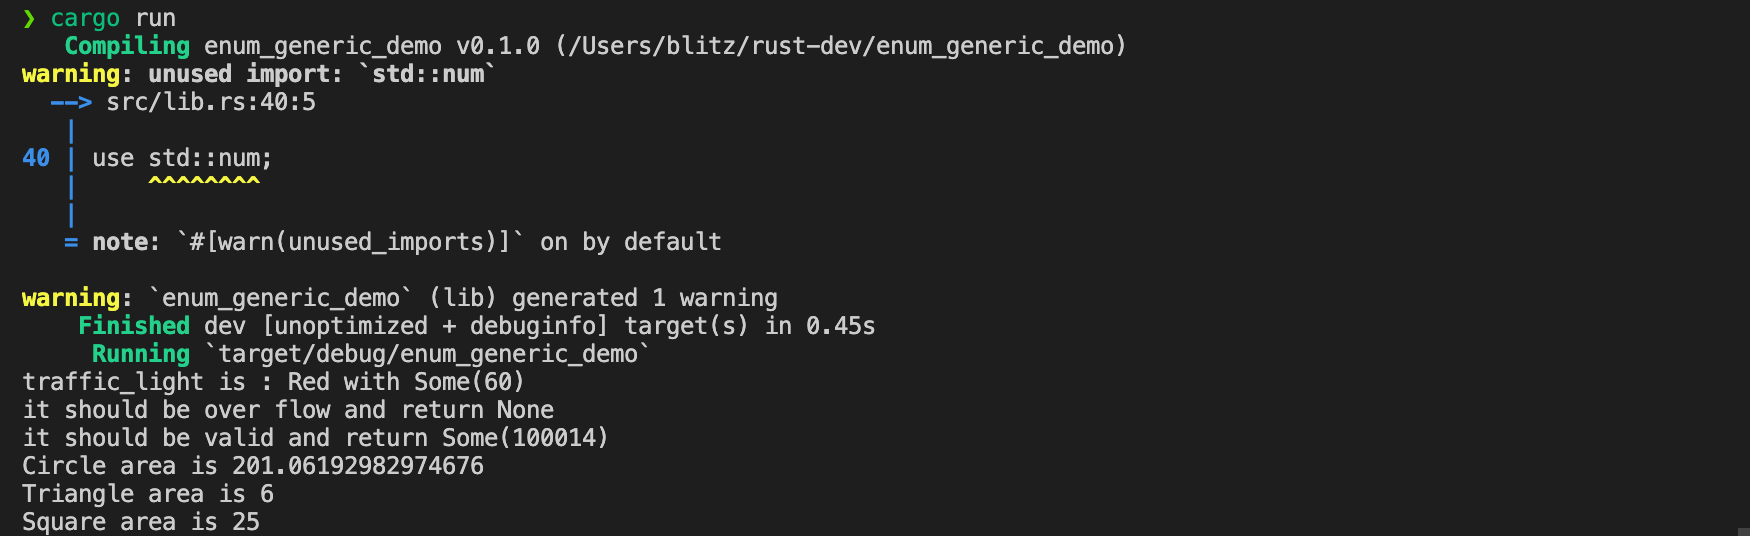 ❯ cargo run
   Compiling enum_generic_demo v0.1.0 (/Users/blitz/rust-dev/enum_generic_demo)
warning: unused import: `std::num`
  --> src/lib.rs:40:5
   |
40 | use std::num;
   |     ^^^^^^^^
   |
   = note: `#[warn(unused_imports)]` on by default

warning: `enum_generic_demo` (lib) generated 1 warning
    Finished dev [unoptimized + debuginfo] target(s) in 0.45s
     Running `target/debug/enum_generic_demo`
traffic_light is : Red with Some(60)
it should be over flow and return None
it should be valid and return Some(100014)
Circle area is 201.06192982974676
Triangle area is 6
Square area is 25